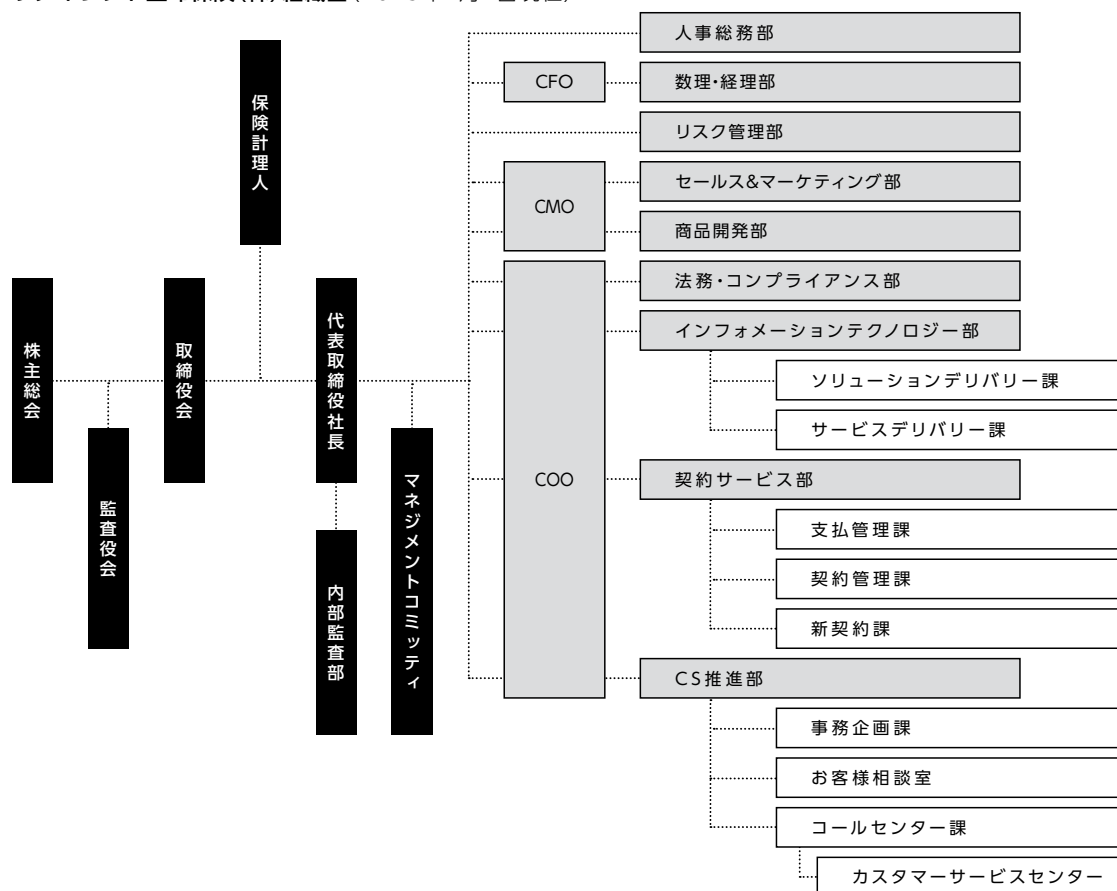 人事総務部
CFO
数理・経理部
リスク管理部
CMO
セールス&マーケティング部
商品開発部
COO
法務・コンプライアンス部
インフォメーションテクノロジー部
ソリューションデリバリー課
サービスデリバリー課
契約サービス部
支払管理課
契約管理課
新契約課
CS推進部
事務企画課
お客様相談室
コールセンター課
カスタマーサービスセンター
保険計理人
株主総会
監査役会
取締役会
代表取締役社長
内部監査部
マネジメントコミッティ